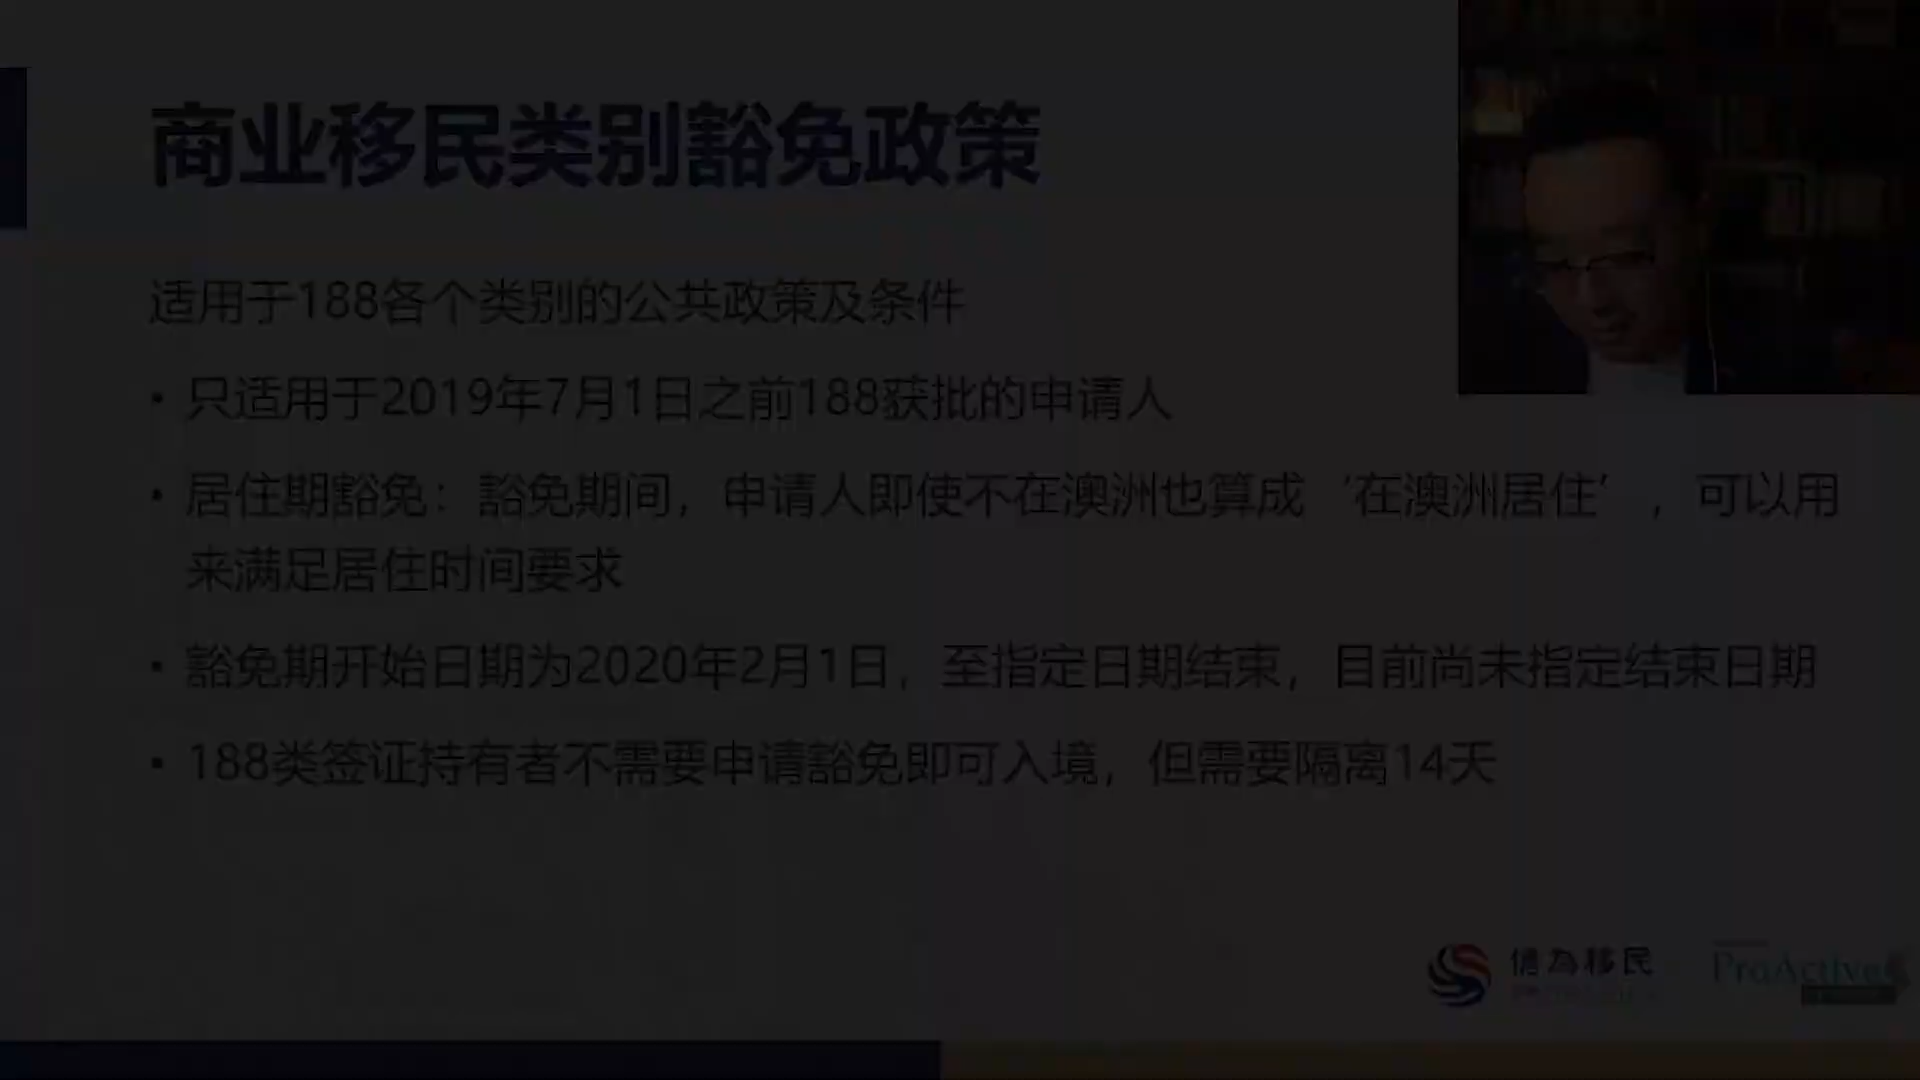 商业移民类别豁免政策
适用于188各个类别的公共政策及条件
• 只适用于2019年7月1日之前188获批的申请人
• 居住期豁免：豁免期间，申请人即使不在澳洲也算成‘在澳洲居住’，可以用
来满足居住时间要求
• 豁免期开始日期为2020年2月1日，至指定日期结束，目前尚未指定结束日期
• 188类签证持有者不需要申请豁免即可入境，但需要隔离14天
信為移民
ProActive